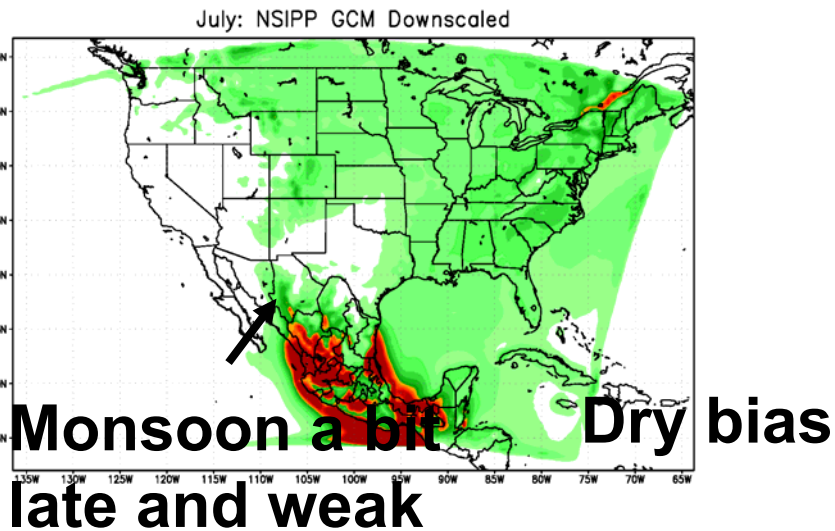 July: NSIPP GCM Downscaled
N
N
N
N
N
N
N
N
Monsoon a bit
Dry bias
135W 130W 125W 120W 115W 110W 105W 100W 95W 90W 85W 80W 75W 70W 65W
late and weak